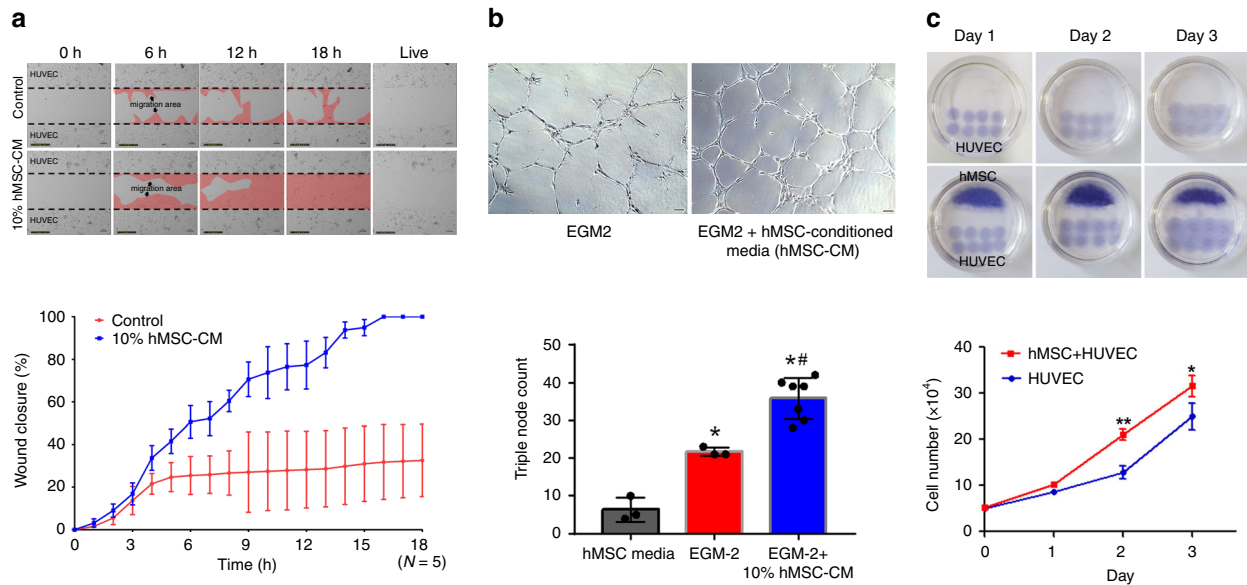 a
0 h
6 h
12 h
18 h
Live
Control
10% hMSC-CM
HUVEC
migration area
HUVEC
HUVEC
migration area
HUVEC
Control
10% hMSC-CM
Wound closure (%)
100
80
60
40
20
0
0
3
6
9
12
15
18
Time (h)
(N = 5)
b
EGM2
EGM2 + hMSC-conditioned
media (hMSC-CM)
Triple node count
50
40
30
20
10
0
*
*#
hMSC media
EGM-2
EGM-2+
10% hMSC-CM
c
Day 1
Day 2
Day 3
HUVEC
hMSC
HUVEC
hMSC+HUVEC
HUVEC
Cell number (×10⁴)
40
30
20
10
0
**
*
0
1
2
3
Day